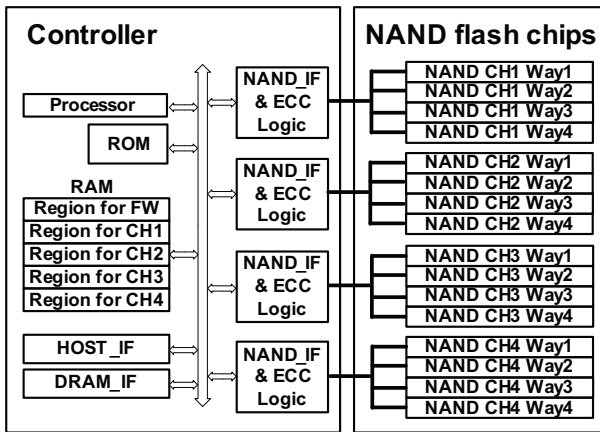 Controller
Processor
ROM
RAM
Region for FW
Region for CH1
Region for CH2
Region for CH3
Region for CH4
HOST_IF
DRAM_IF
NAND_IF
& ECC
Logic
NAND_IF
& ECC
Logic
NAND_IF
& ECC
Logic
NAND_IF
& ECC
Logic
NAND flash chips
NAND CH1 Way1
NAND CH1 Way2
NAND CH1 Way3
NAND CH1 Way4
NAND CH2 Way1
NAND CH2 Way2
NAND CH2 Way3
NAND CH2 Way4
NAND CH3 Way1
NAND CH3 Way2
NAND CH3 Way3
NAND CH3 Way4
NAND CH4 Way1
NAND CH4 Way2
NAND CH4 Way3
NAND CH4 Way4